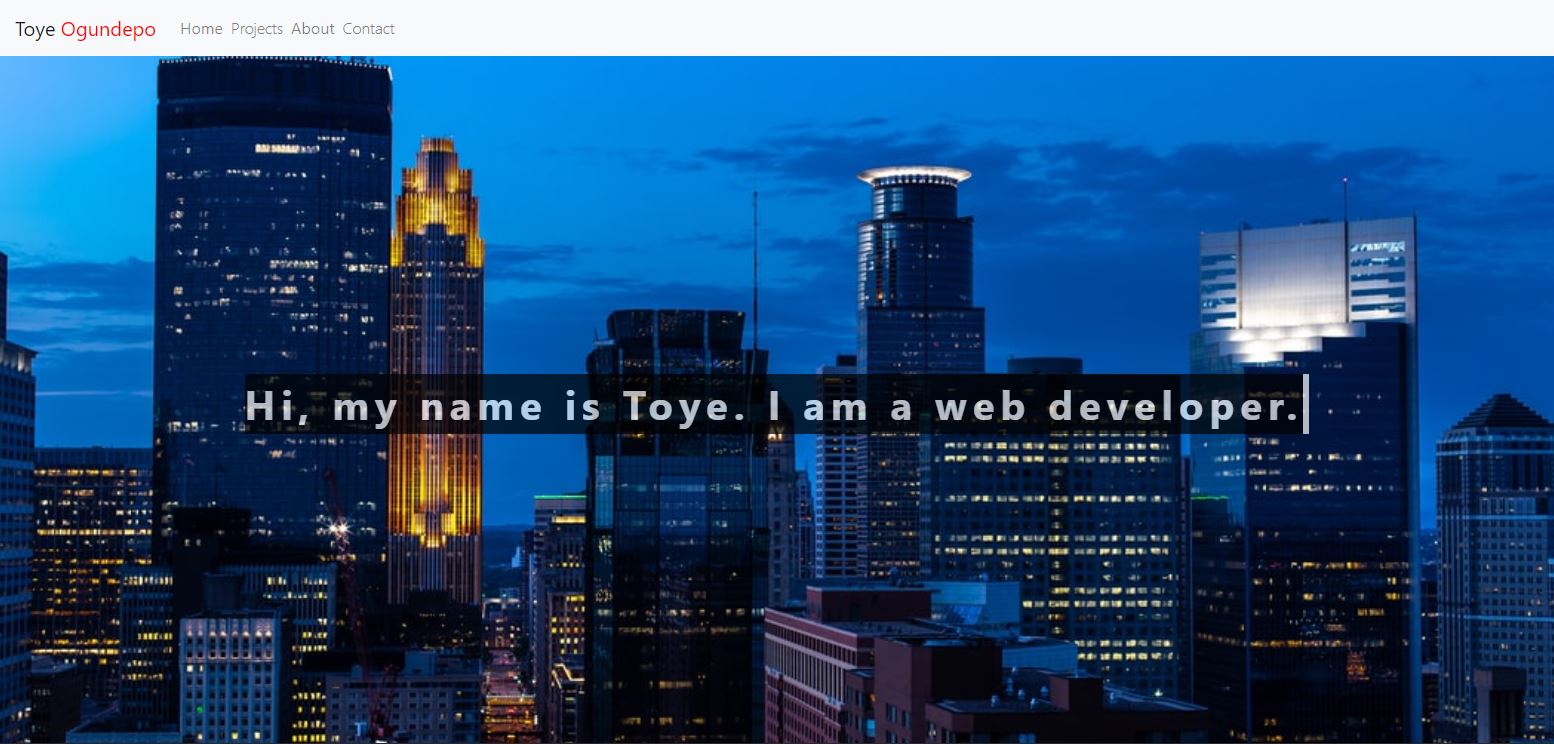 Toye Ogundepo Home Projects About Contact
Hi, my name is Toye. I am a web developer.